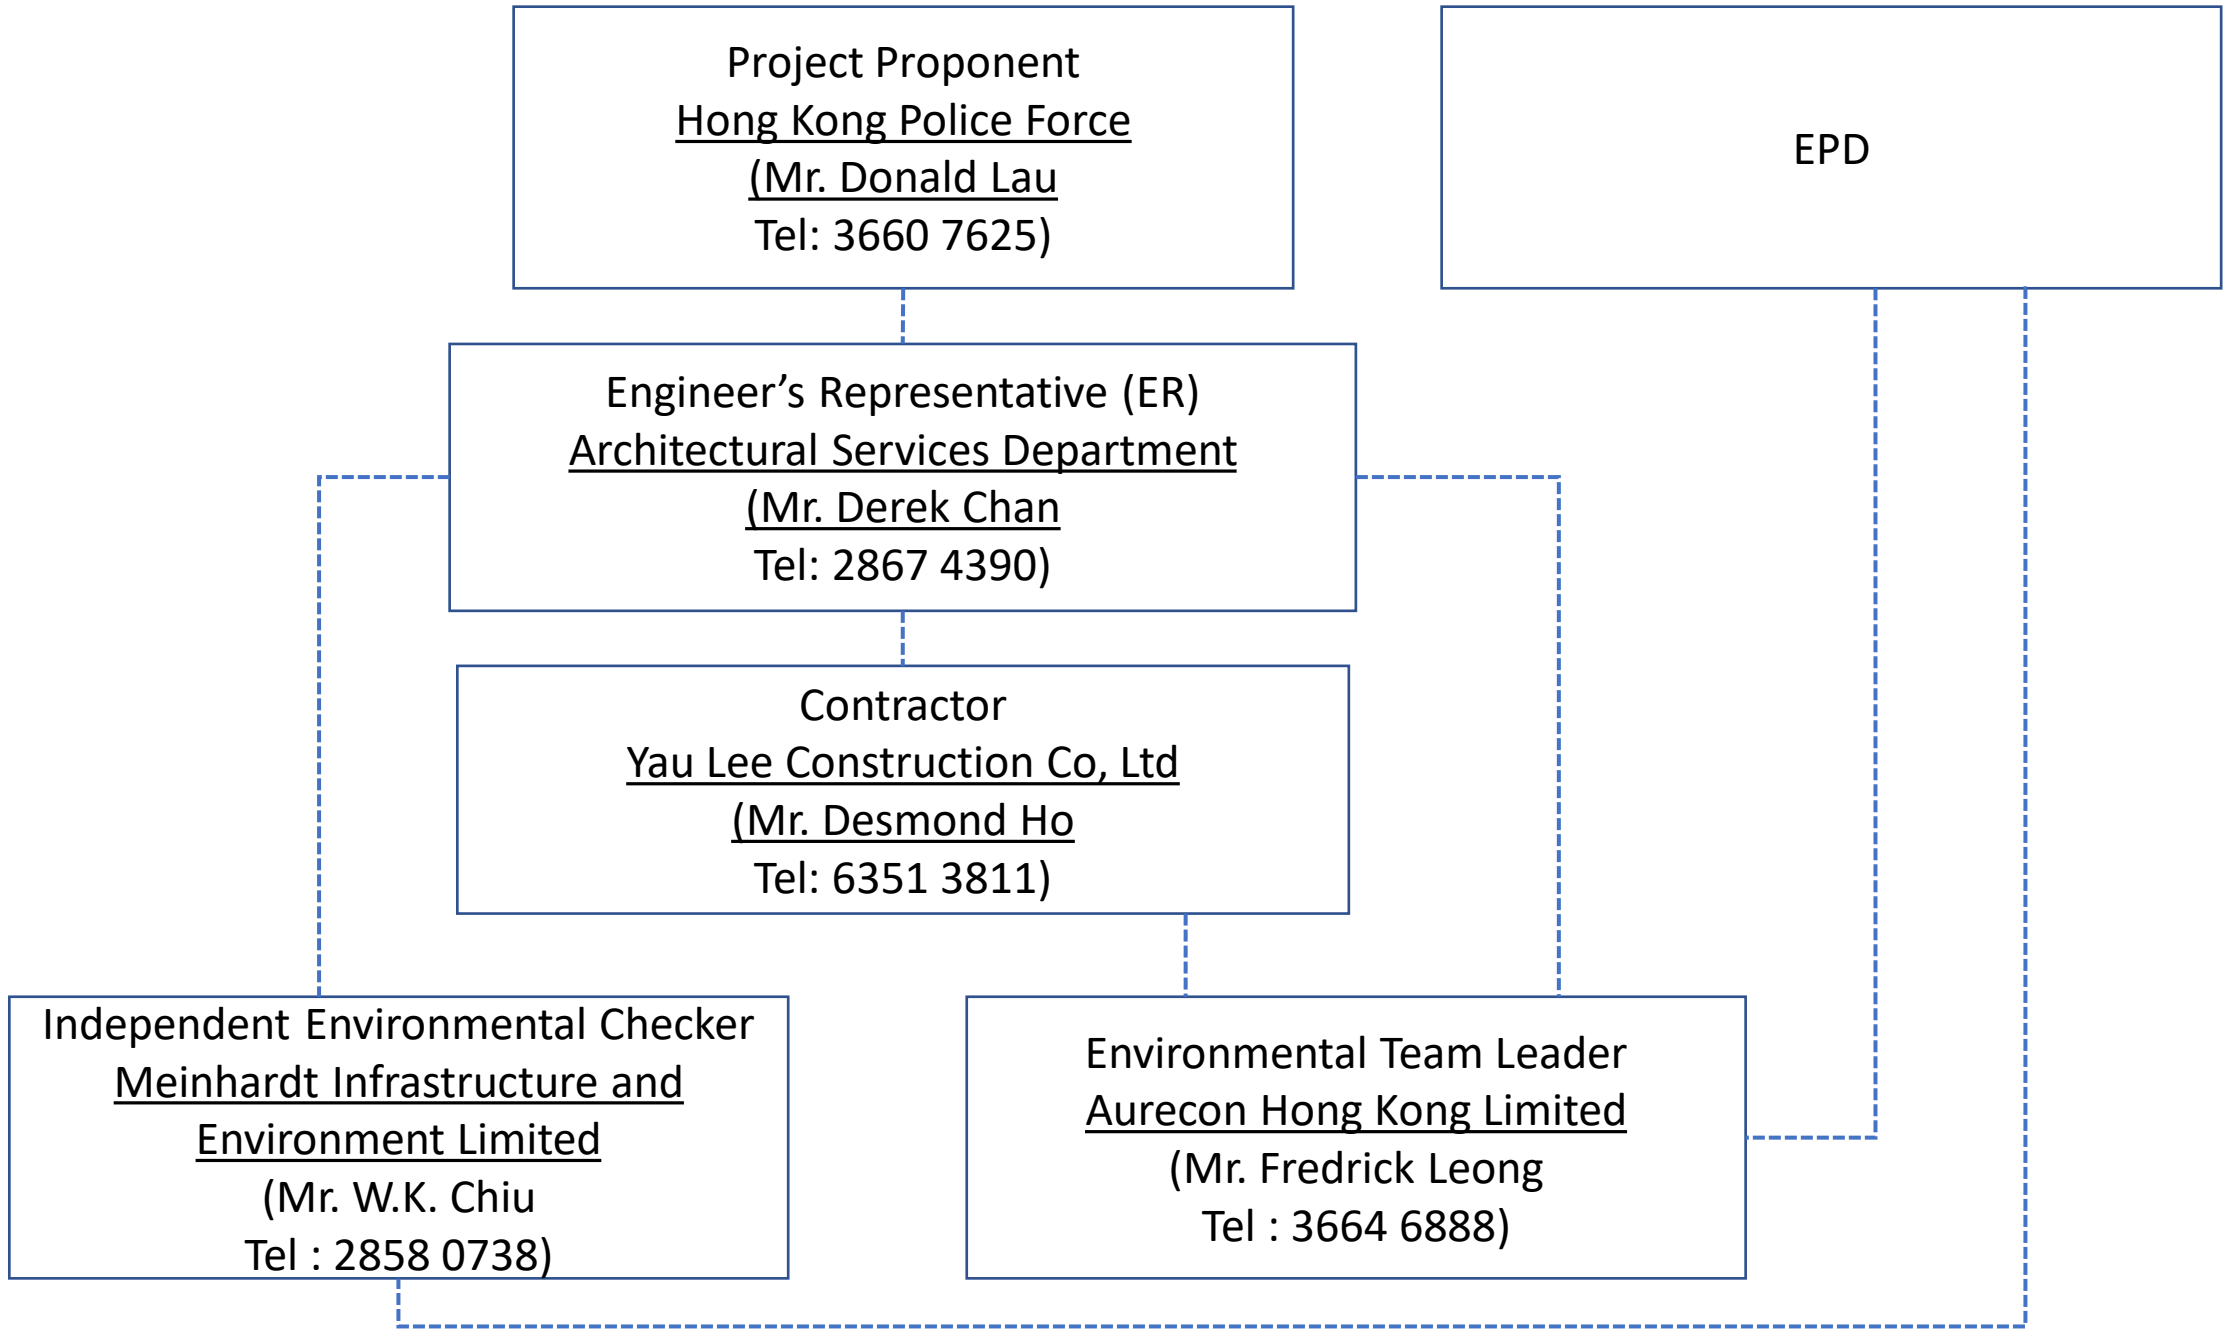 Project Proponent
Hong Kong Police Force
(Mr. Donald Lau
Tel: 3660 7625)
EPD
Engineer’s Representative (ER)
Architectural Services Department
(Mr. Derek Chan
Tel: 2867 4390)
Contractor
Yau Lee Construction Co, Ltd
(Mr. Desmond Ho
Tel: 6351 3811)
Independent Environmental Checker
Meinhardt Infrastructure and
Environment Limited
(Mr. W.K. Chiu
Tel : 2858 0738)
Environmental Team Leader
Aurecon Hong Kong Limited
(Mr. Fredrick Leong
Tel : 3664 6888)